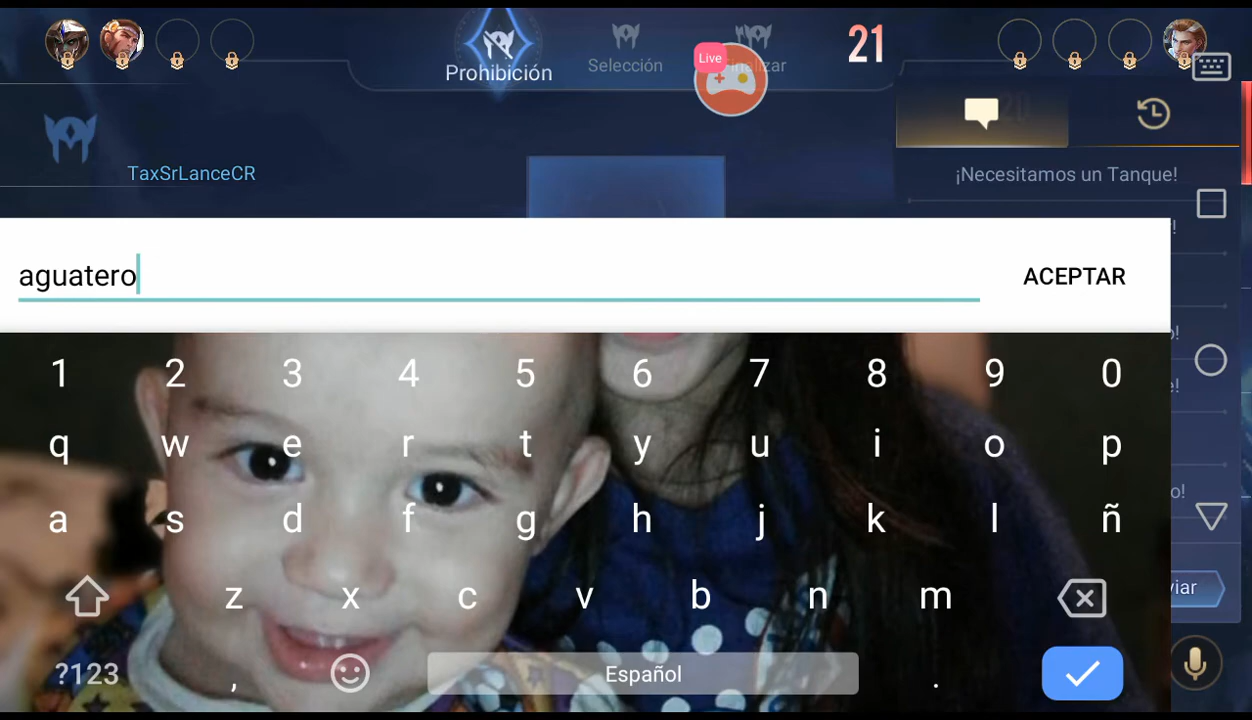 Prohibición
Selección
Finalizar
21
Live
TaxSrLanceCR
¡Necesitamos un Tanque!
aguatero
ACEPTAR
1 2 3 4 5 6 7 8 9 0
q w e r t y u i o p
a s d f g h j k l ñ
z x c v b n m
?123 , Español .